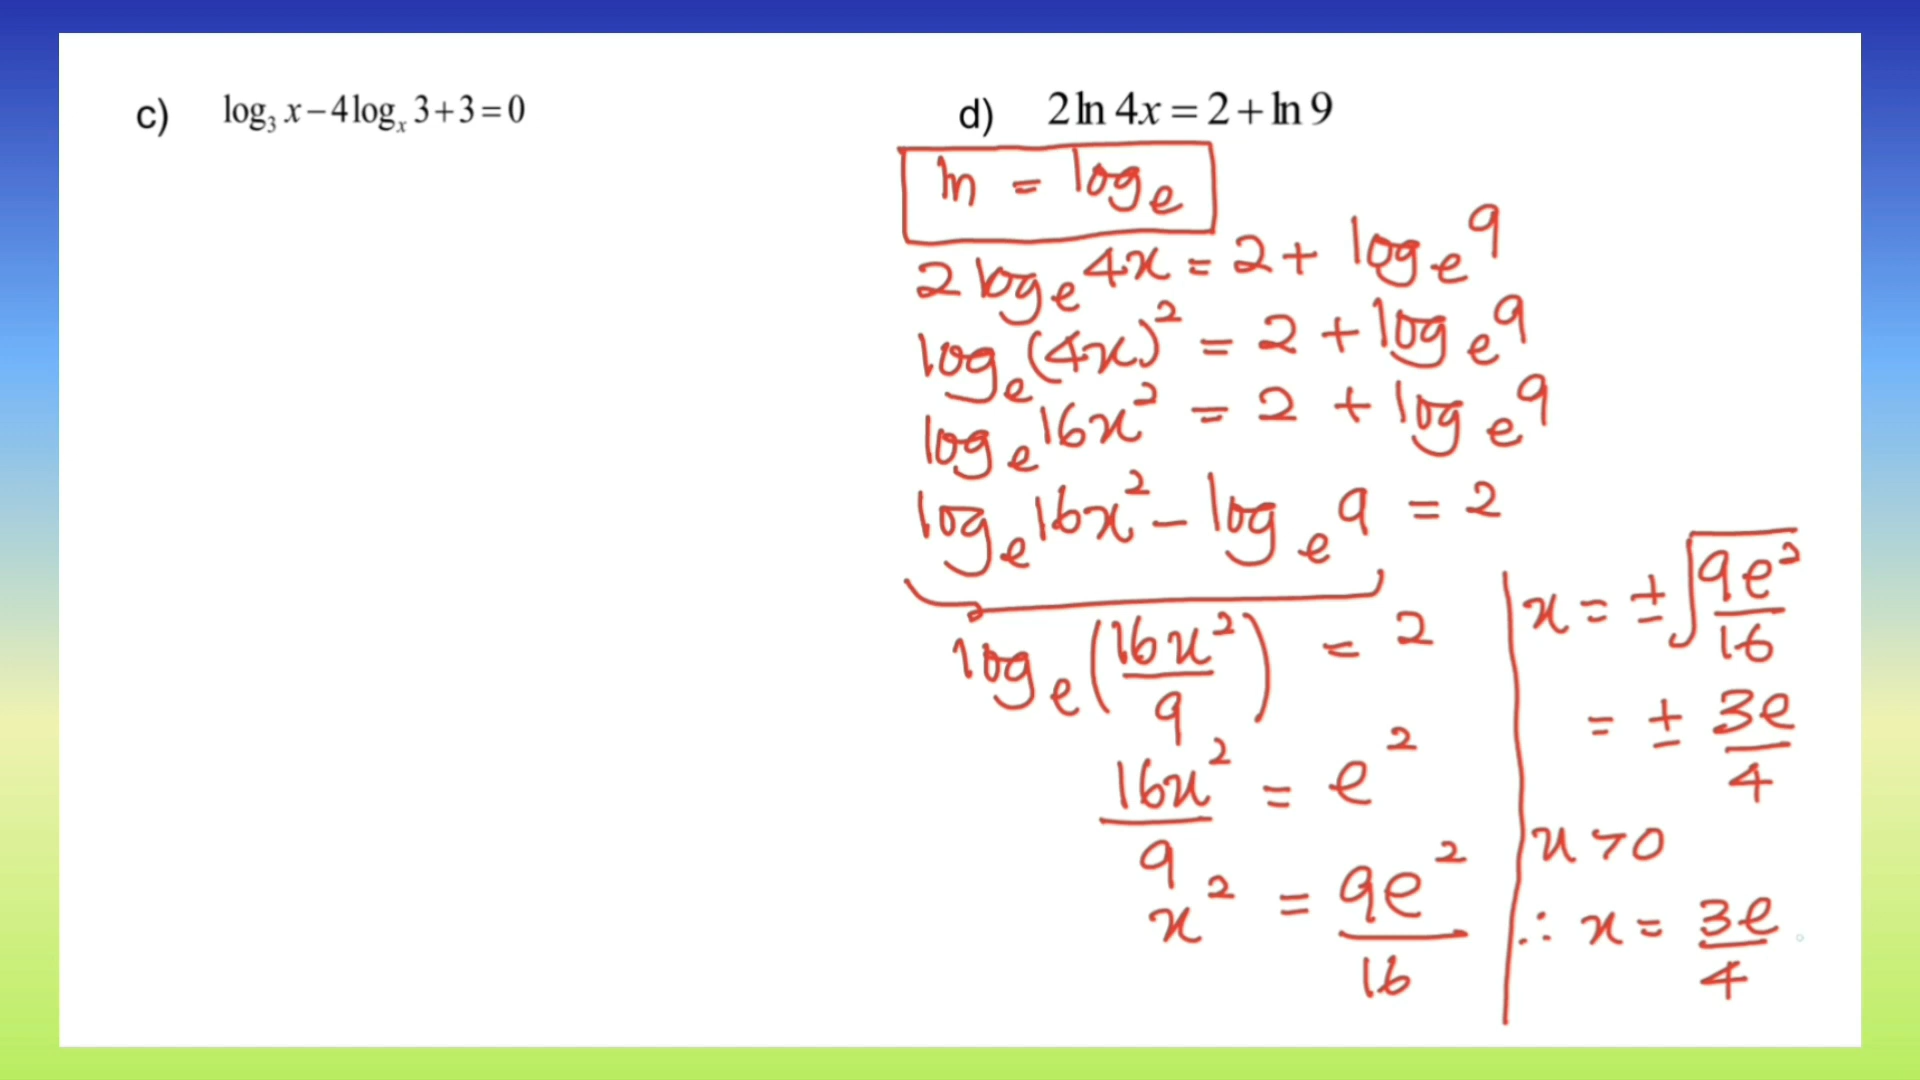 c) log₃ x − 4 logₓ 3 + 3 = 0
d) 2 ln 4x = 2 + ln 9
ln = logₑ
2 logₑ 4x = 2 + logₑ 9
logₑ (4x)² = 2 + logₑ 9
logₑ 16x² = 2 + logₑ 9
logₑ 16x² − logₑ 9 = 2
logₑ (16x²/9) = 2
16x²/9 = e²
x² = 9e²/16
x = ± √(9e²/16)
= ± 3e/4
x > 0
∴ x = 3e/4